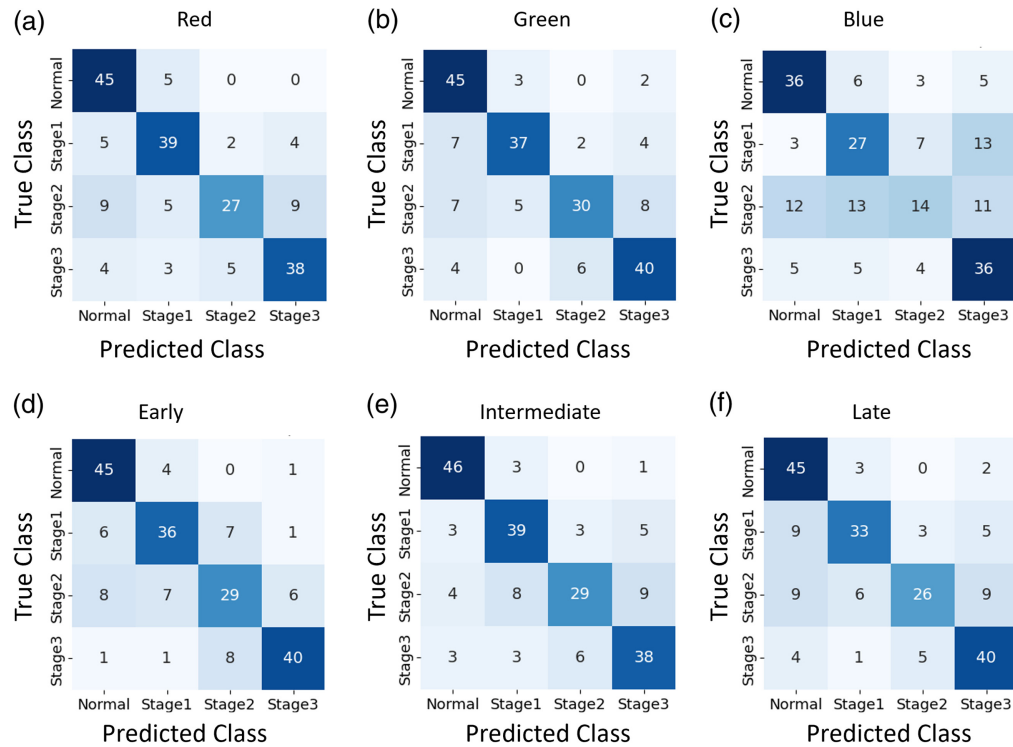 (a) Red
Normal 45 5 0 0
Stage1 5 39 2 4
Stage2 9 5 27 9
Stage3 4 3 5 38
True Class
Normal Stage1 Stage2 Stage3
Predicted Class
(b) Green
Normal 45 3 0 2
Stage1 7 37 2 4
Stage2 7 5 30 8
Stage3 4 0 6 40
True Class
Normal Stage1 Stage2 Stage3
Predicted Class
(c) Blue
Normal 36 6 3 5
Stage1 3 27 7 13
Stage2 12 13 14 11
Stage3 5 5 4 36
True Class
Normal Stage1 Stage2 Stage3
Predicted Class
(d) Early
Normal 45 4 0 1
Stage1 6 36 7 1
Stage2 8 7 29 6
Stage3 1 1 8 40
True Class
Normal Stage1 Stage2 Stage3
Predicted Class
(e) Intermediate
Normal 46 3 0 1
Stage1 3 39 3 5
Stage2 4 8 29 9
Stage3 3 3 6 38
True Class
Normal Stage1 Stage2 Stage3
Predicted Class
(f) Late
Normal 45 3 0 2
Stage1 9 33 3 5
Stage2 9 6 26 9
Stage3 4 1 5 40
True Class
Normal Stage1 Stage2 Stage3
Predicted Class